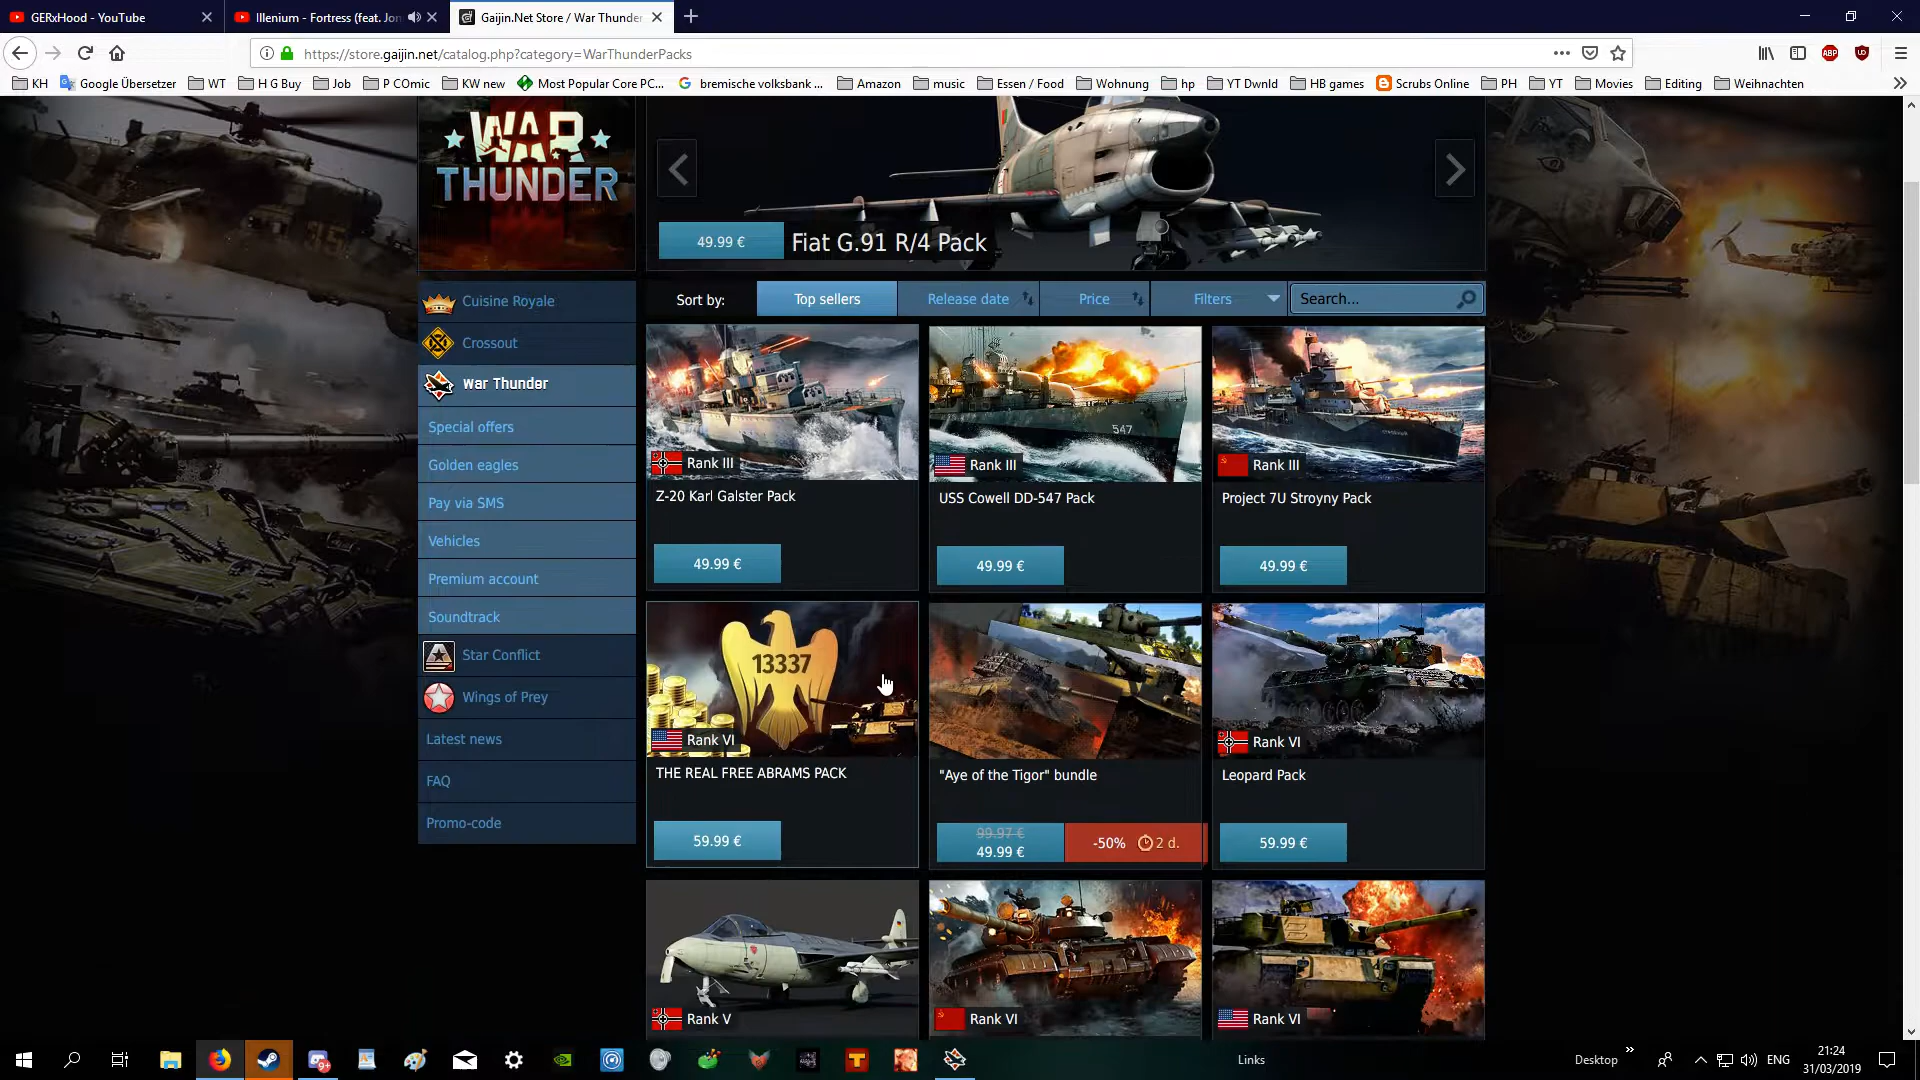 GERxHood - YouTube
Illenium - Fortress (feat. Jon
Gaijin.Net Store / War Thunder
https://store.gaijin.net/catalog.php?category=WarThunderPacks
KH
Google Übersetzer
WT
H G Buy
Job
P COmic
KW new
Most Popular Core PC...
bremische volksbank ...
Amazon
music
Essen / Food
Wohnung
hp
YT Dwnld
HB games
Scrubs Online
PH
YT
Movies
Editing
Weihnachten
WAR
THUNDER
49.99 €
Fiat G.91 R/4 Pack
Cuisine Royale
Crossout
War Thunder
Special offers
Golden eagles
Pay via SMS
Vehicles
Premium account
Soundtrack
Star Conflict
Wings of Prey
Latest news
FAQ
Promo-code
Sort by:
Top sellers
Release date
Price
Filters
Search...
Rank III
Z-20 Karl Galster Pack
49.99 €
547
Rank III
USS Cowell DD-547 Pack
49.99 €
Rank III
Project 7U Stroyny Pack
49.99 €
13337
Rank VI
THE REAL FREE ABRAMS PACK
59.99 €
"Aye of the Tigor" bundle
99.97 €
49.99 €
-50%
2 d.
Rank VI
Leopard Pack
59.99 €
Rank V
Rank VI
Rank VI
Links
Desktop
ENG
21:24
31/03/2019